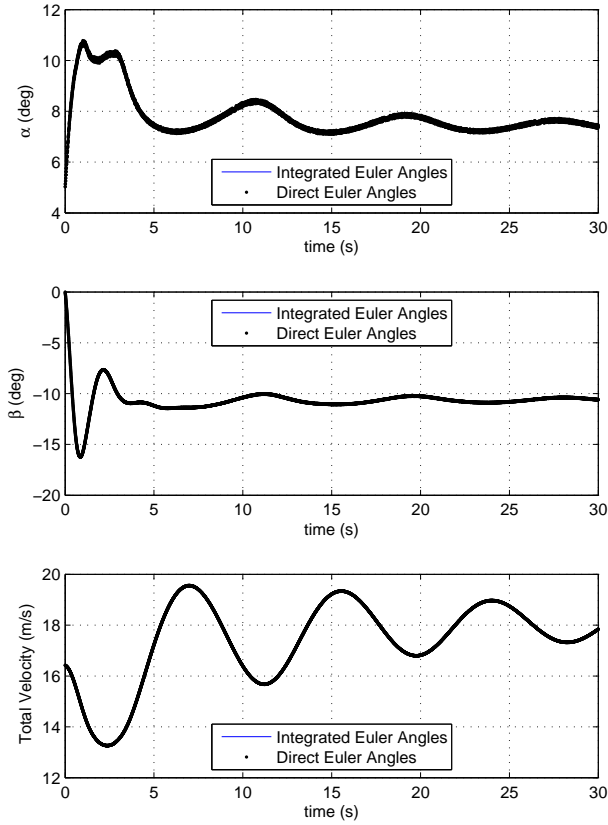 12
10
8
6
4
α (deg)
0 5 10 15 20 25 30
time (s)
Integrated Euler Angles
Direct Euler Angles
0
−5
−10
−15
−20
β (deg)
0 5 10 15 20 25 30
time (s)
Integrated Euler Angles
Direct Euler Angles
20
18
16
14
12
Total Velocity (m/s)
0 5 10 15 20 25 30
time (s)
Integrated Euler Angles
Direct Euler Angles